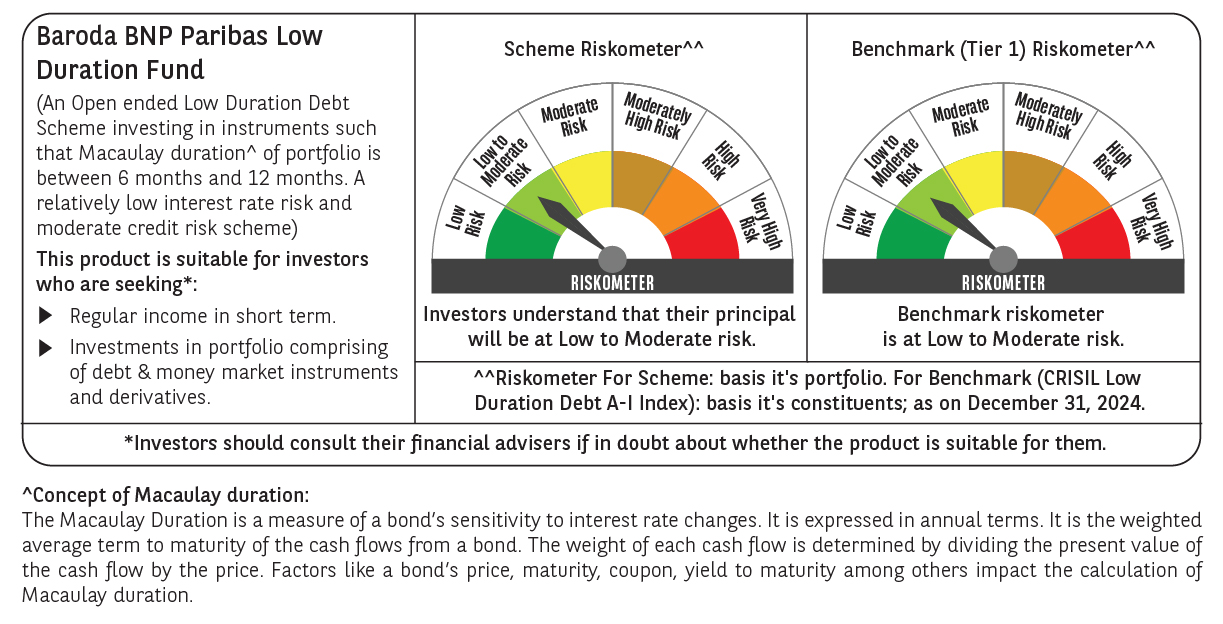 Baroda BNP Paribas Low
Duration Fund
(An Open ended Low Duration Debt
Scheme investing in instruments such
that Macaulay duration^ of portfolio is
between 6 months and 12 months. A
relatively low interest rate risk and
moderate credit risk scheme)
This product is suitable for investors
who are seeking*:
Regular income in short term.
Investments in portfolio comprising
of debt & money market instruments
and derivatives.
Scheme Riskometer^^
Low
Risk
Low to
Moderate
Risk
Moderate
Risk
Moderately
High Risk
High
Risk
Very High
Risk
RISKOMETER
Investors understand that their principal
will be at Low to Moderate risk.
Benchmark (Tier 1) Riskometer^^
Low
Risk
Low to
Moderate
Risk
Moderate
Risk
Moderately
High Risk
High
Risk
Very High
Risk
RISKOMETER
Benchmark riskometer
is at Low to Moderate risk.
^^Riskometer For Scheme: basis it's portfolio. For Benchmark (CRISIL Low
Duration Debt A-I Index): basis it's constituents; as on December 31, 2024.
*Investors should consult their financial advisers if in doubt about whether the product is suitable for them.
^Concept of Macaulay duration:
The Macaulay Duration is a measure of a bond’s sensitivity to interest rate changes. It is expressed in annual terms. It is the weighted
average term to maturity of the cash flows from a bond. The weight of each cash flow is determined by dividing the present value of
the cash flow by the price. Factors like a bond’s price, maturity, coupon, yield to maturity among others impact the calculation of
Macaulay duration.